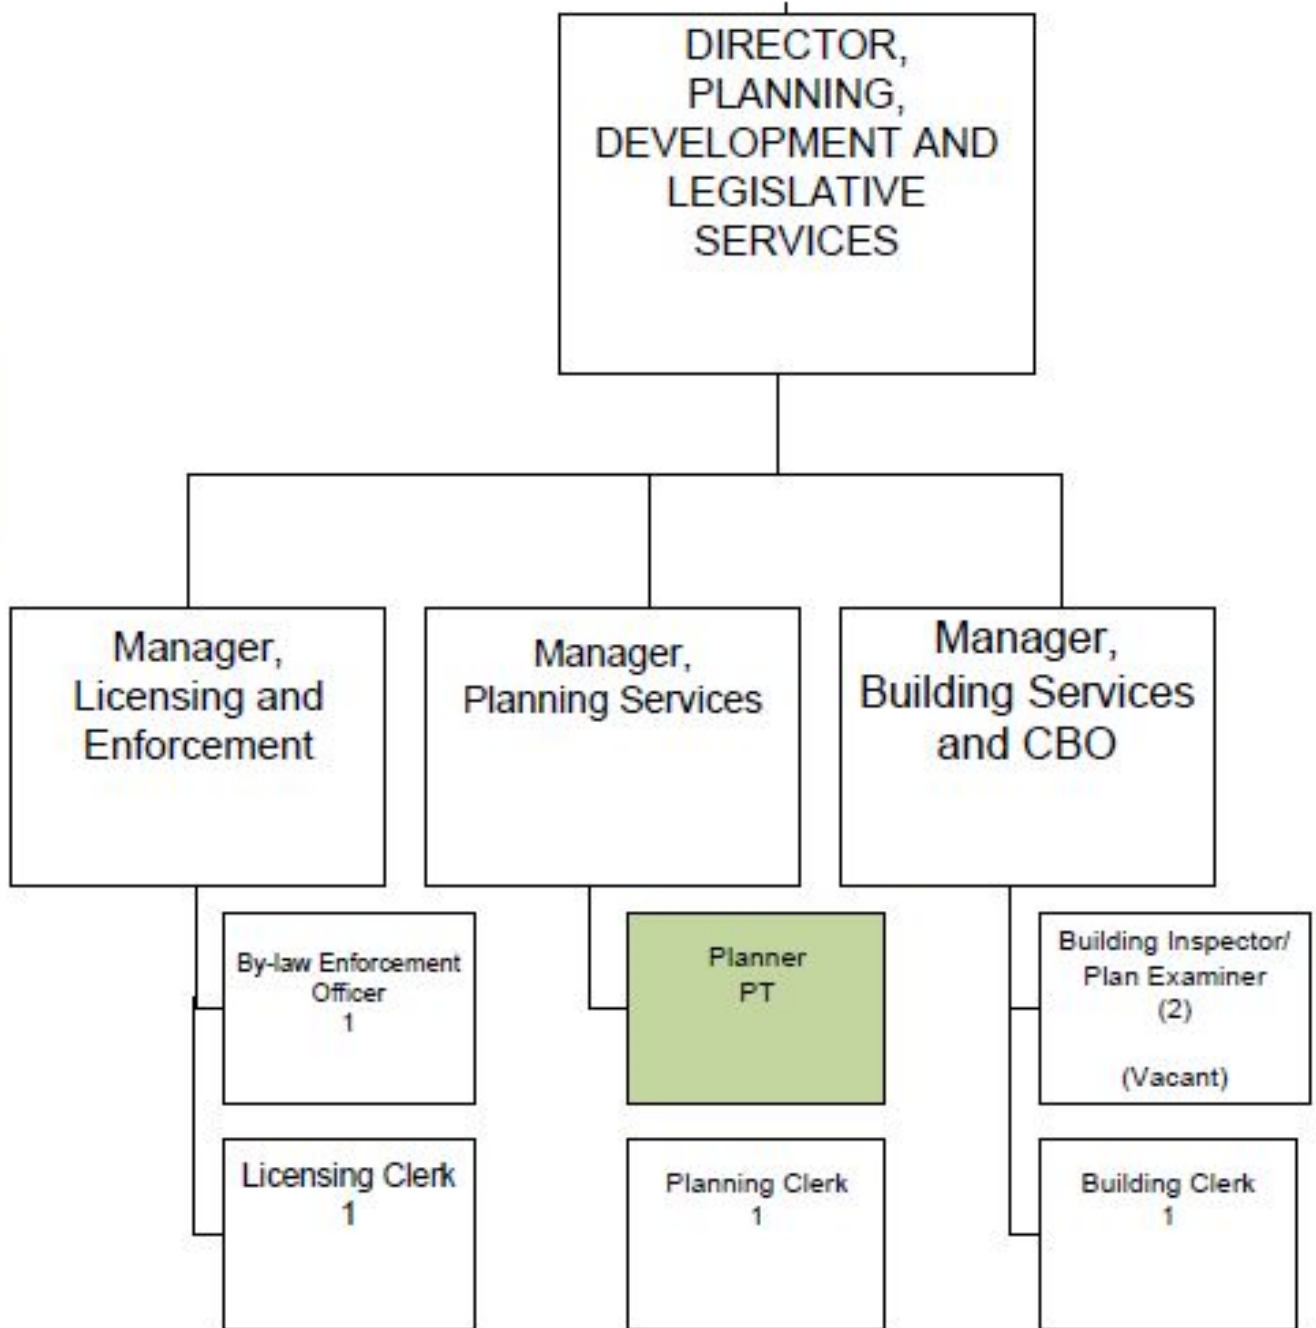 DIRECTOR,
PLANNING,
DEVELOPMENT AND
LEGISLATIVE
SERVICES
Manager,
Licensing and
Enforcement
Manager,
Planning Services
Manager,
Building Services
and CBO
By-law Enforcement
Officer
1
Planner
PT
Building Inspector/
Plan Examiner
(2)
(Vacant)
Licensing Clerk
1
Planning Clerk
1
Building Clerk
1